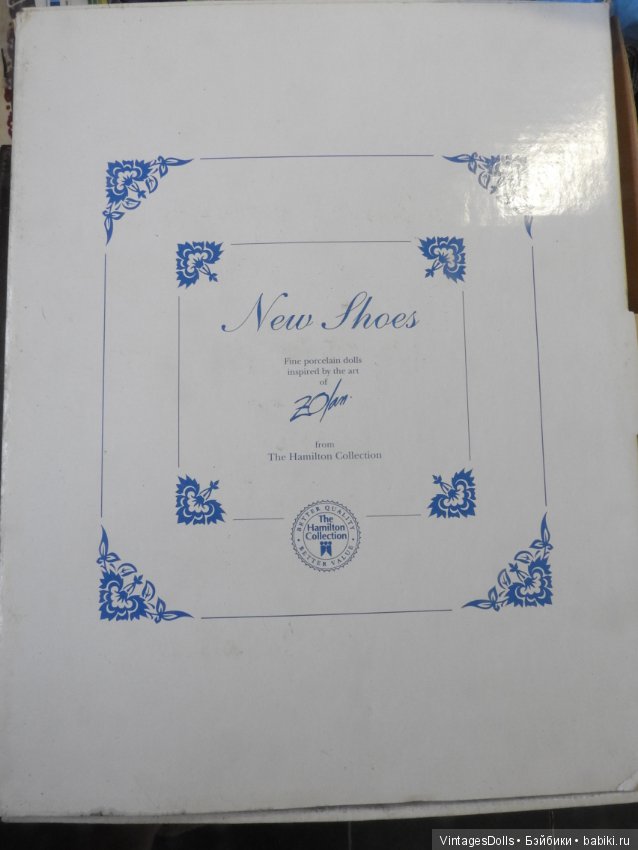 New Shoes
Fine porcelain dolls
inspired by the art
of
Zolan
from
The Hamilton Collection
BETTER QUALITY
The
Hamilton
Collection
BETTER VALUE
VintagesDolls • Бэйбики • babiki.ru